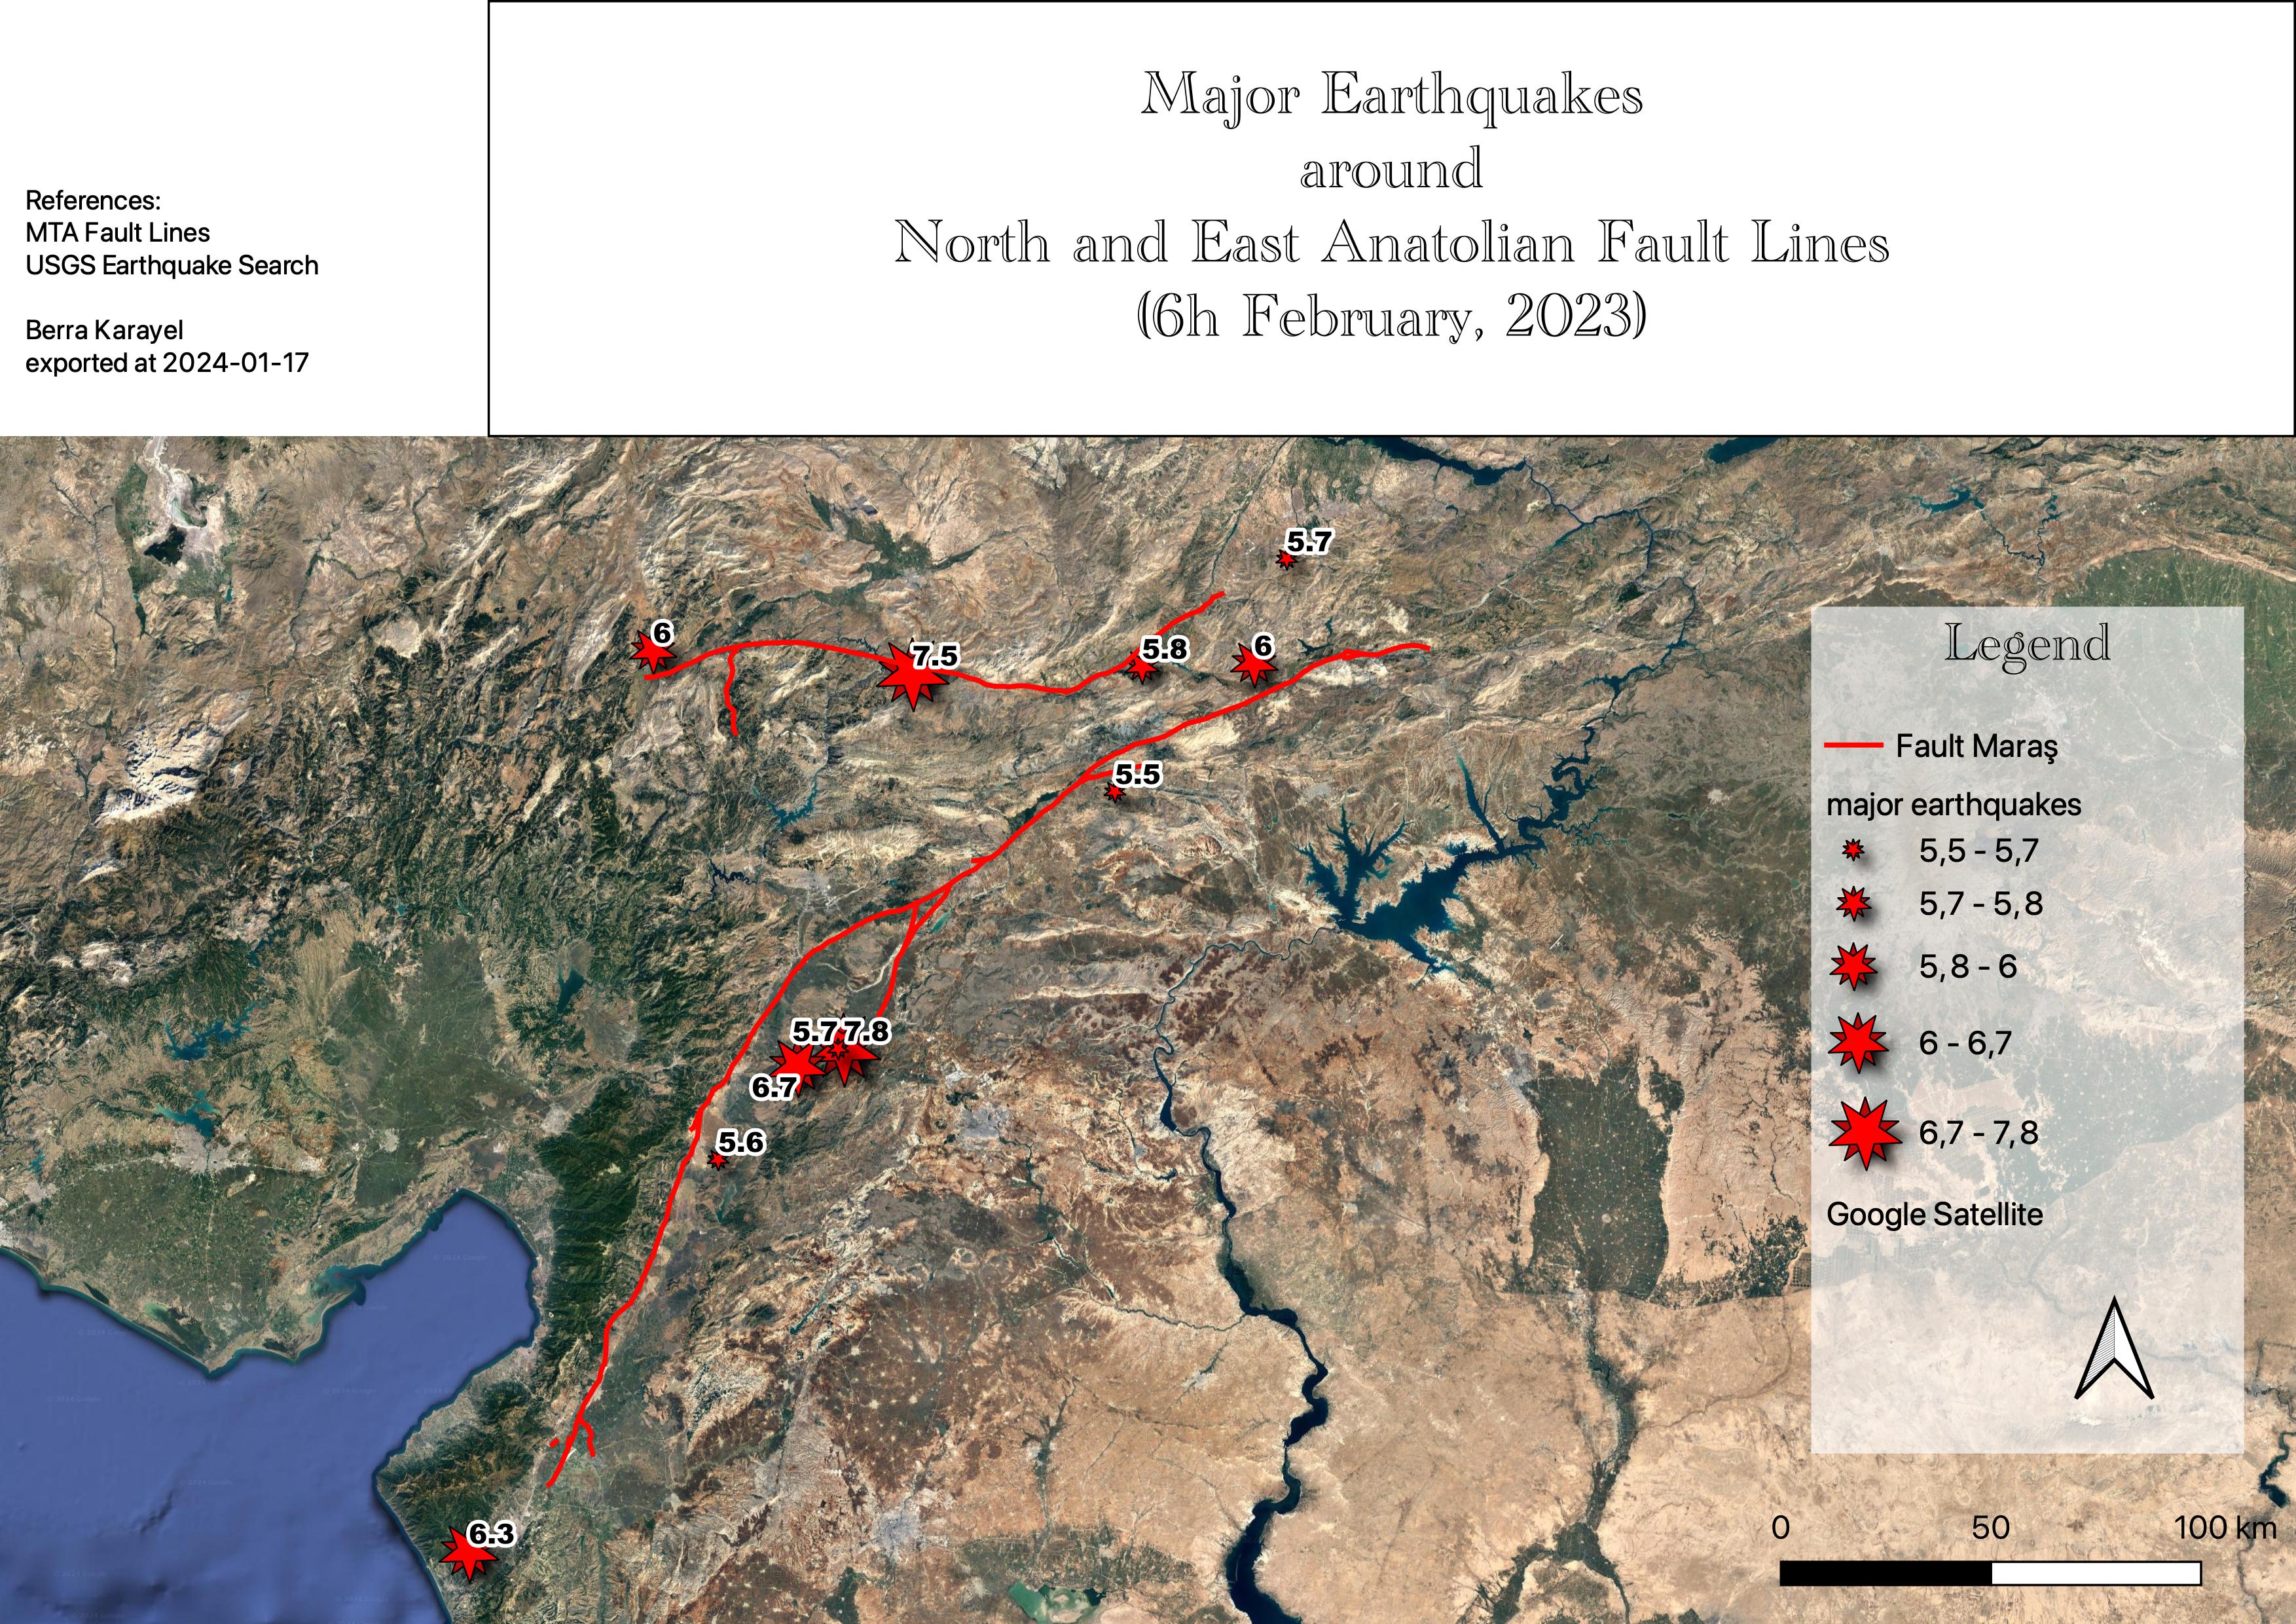 Major Earthquakes
around
North and East Anatolian Fault Lines
(6h February, 2023)
References:
MTA Fault Lines
USGS Earthquake Search
Berra Karayel
exported at 2024-01-17
5.7
6
7.5
5.8
6
5.5
5.7
7.8
6.7
5.6
6.3
Legend
Fault Maraş
major earthquakes
5,5 - 5,7
5,7 - 5,8
5,8 - 6
6 - 6,7
6,7 - 7,8
Google Satellite
0 50 100 km